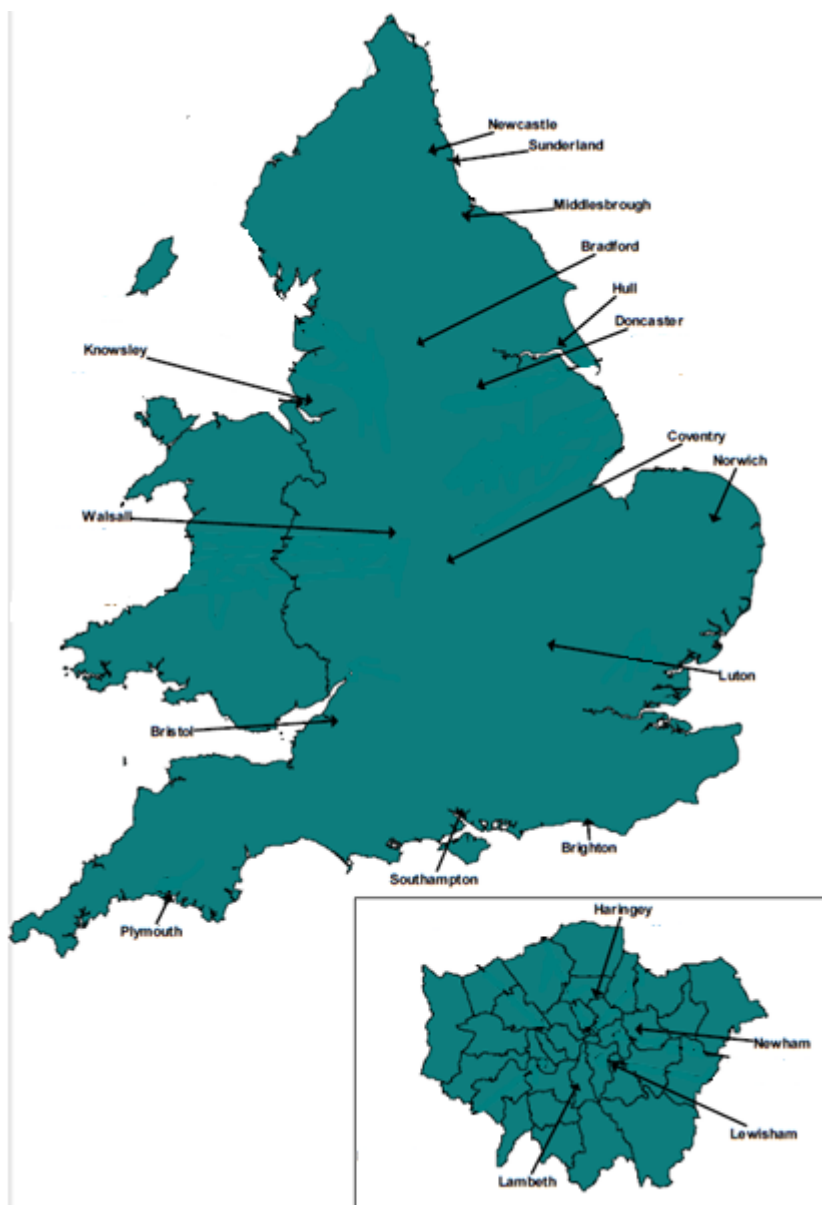 Newcastle
Sunderland
Middlesbrough
Bradford
Hull
Doncaster
Knowsley
Coventry
Norwich
Walsall
Luton
Bristol
Brighton
Southampton
Plymouth
Haringey
Newham
Lewisham
Lambeth